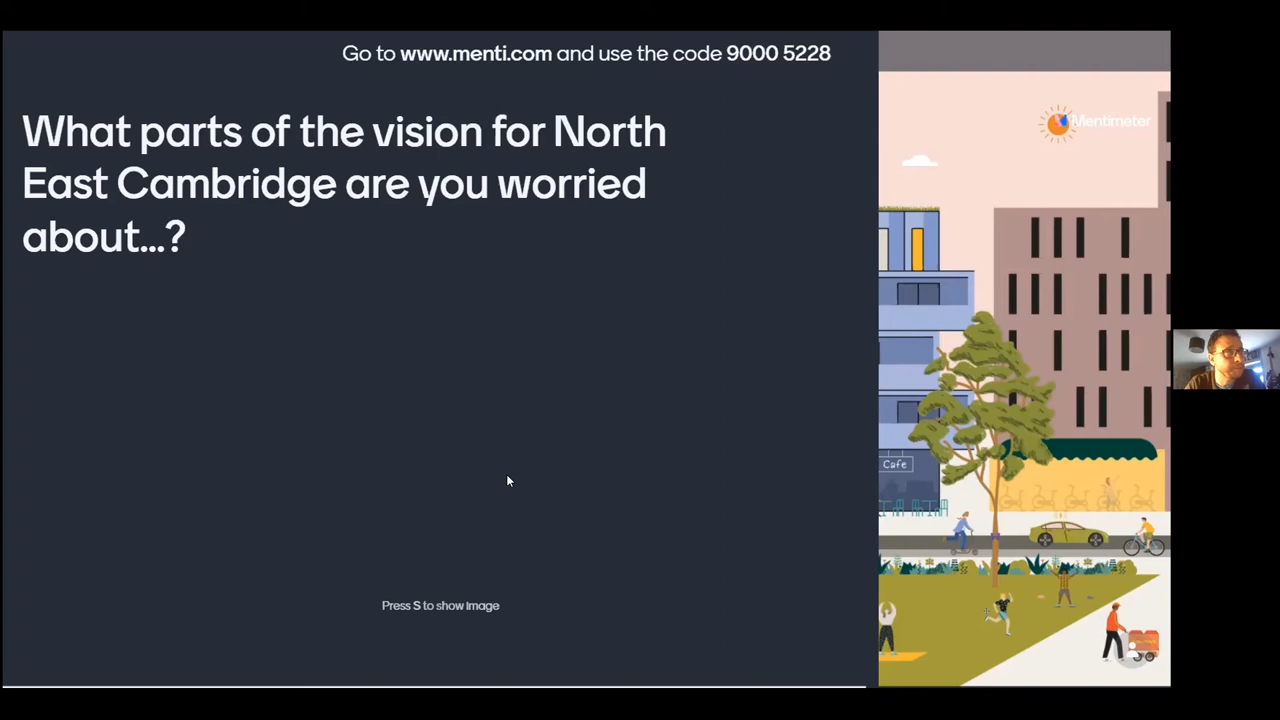 Go to www.menti.com and use the code 9000 5228
Mentimeter
What parts of the vision for North
East Cambridge are you worried
about...?
Cafe
Press S to show image